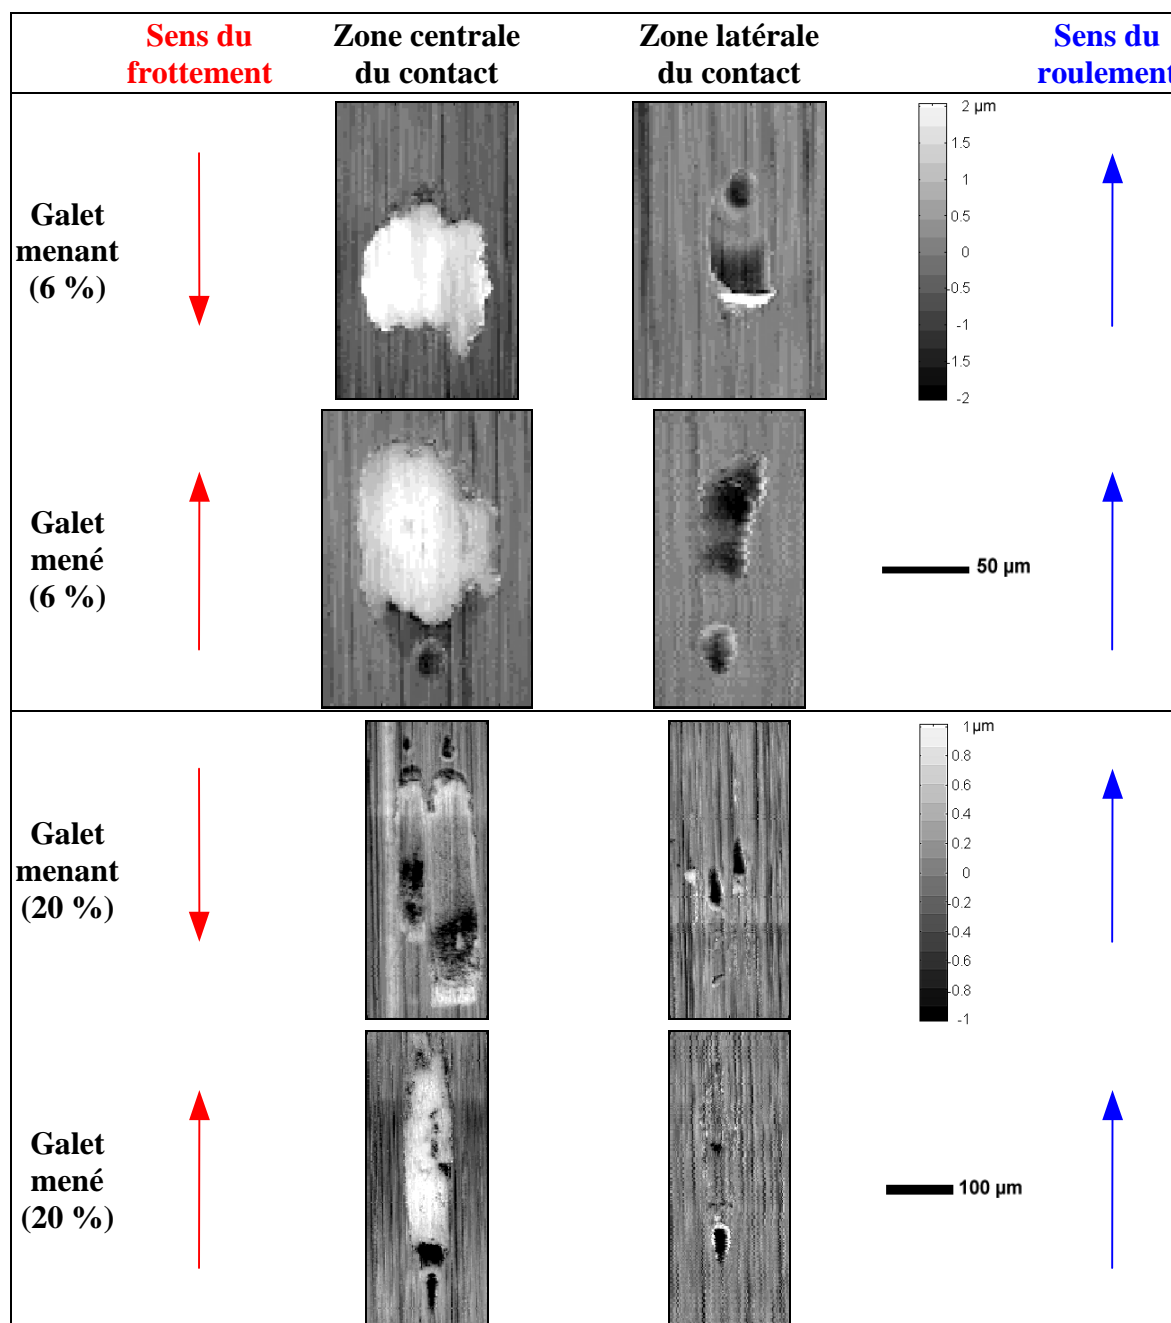 Sens du
frottement
Zone centrale
du contact
Zone latérale
du contact
Sens du
roulement
Galet
menant
(6 %)
2 µm
1.5
1
0.5
0
-0.5
-1
-1.5
-2
Galet
mené
(6 %)
50 µm
Galet
menant
(20 %)
1 µm
0.8
0.6
0.4
0.2
0
-0.2
-0.4
-0.6
-0.8
-1
Galet
mené
(20 %)
100 µm